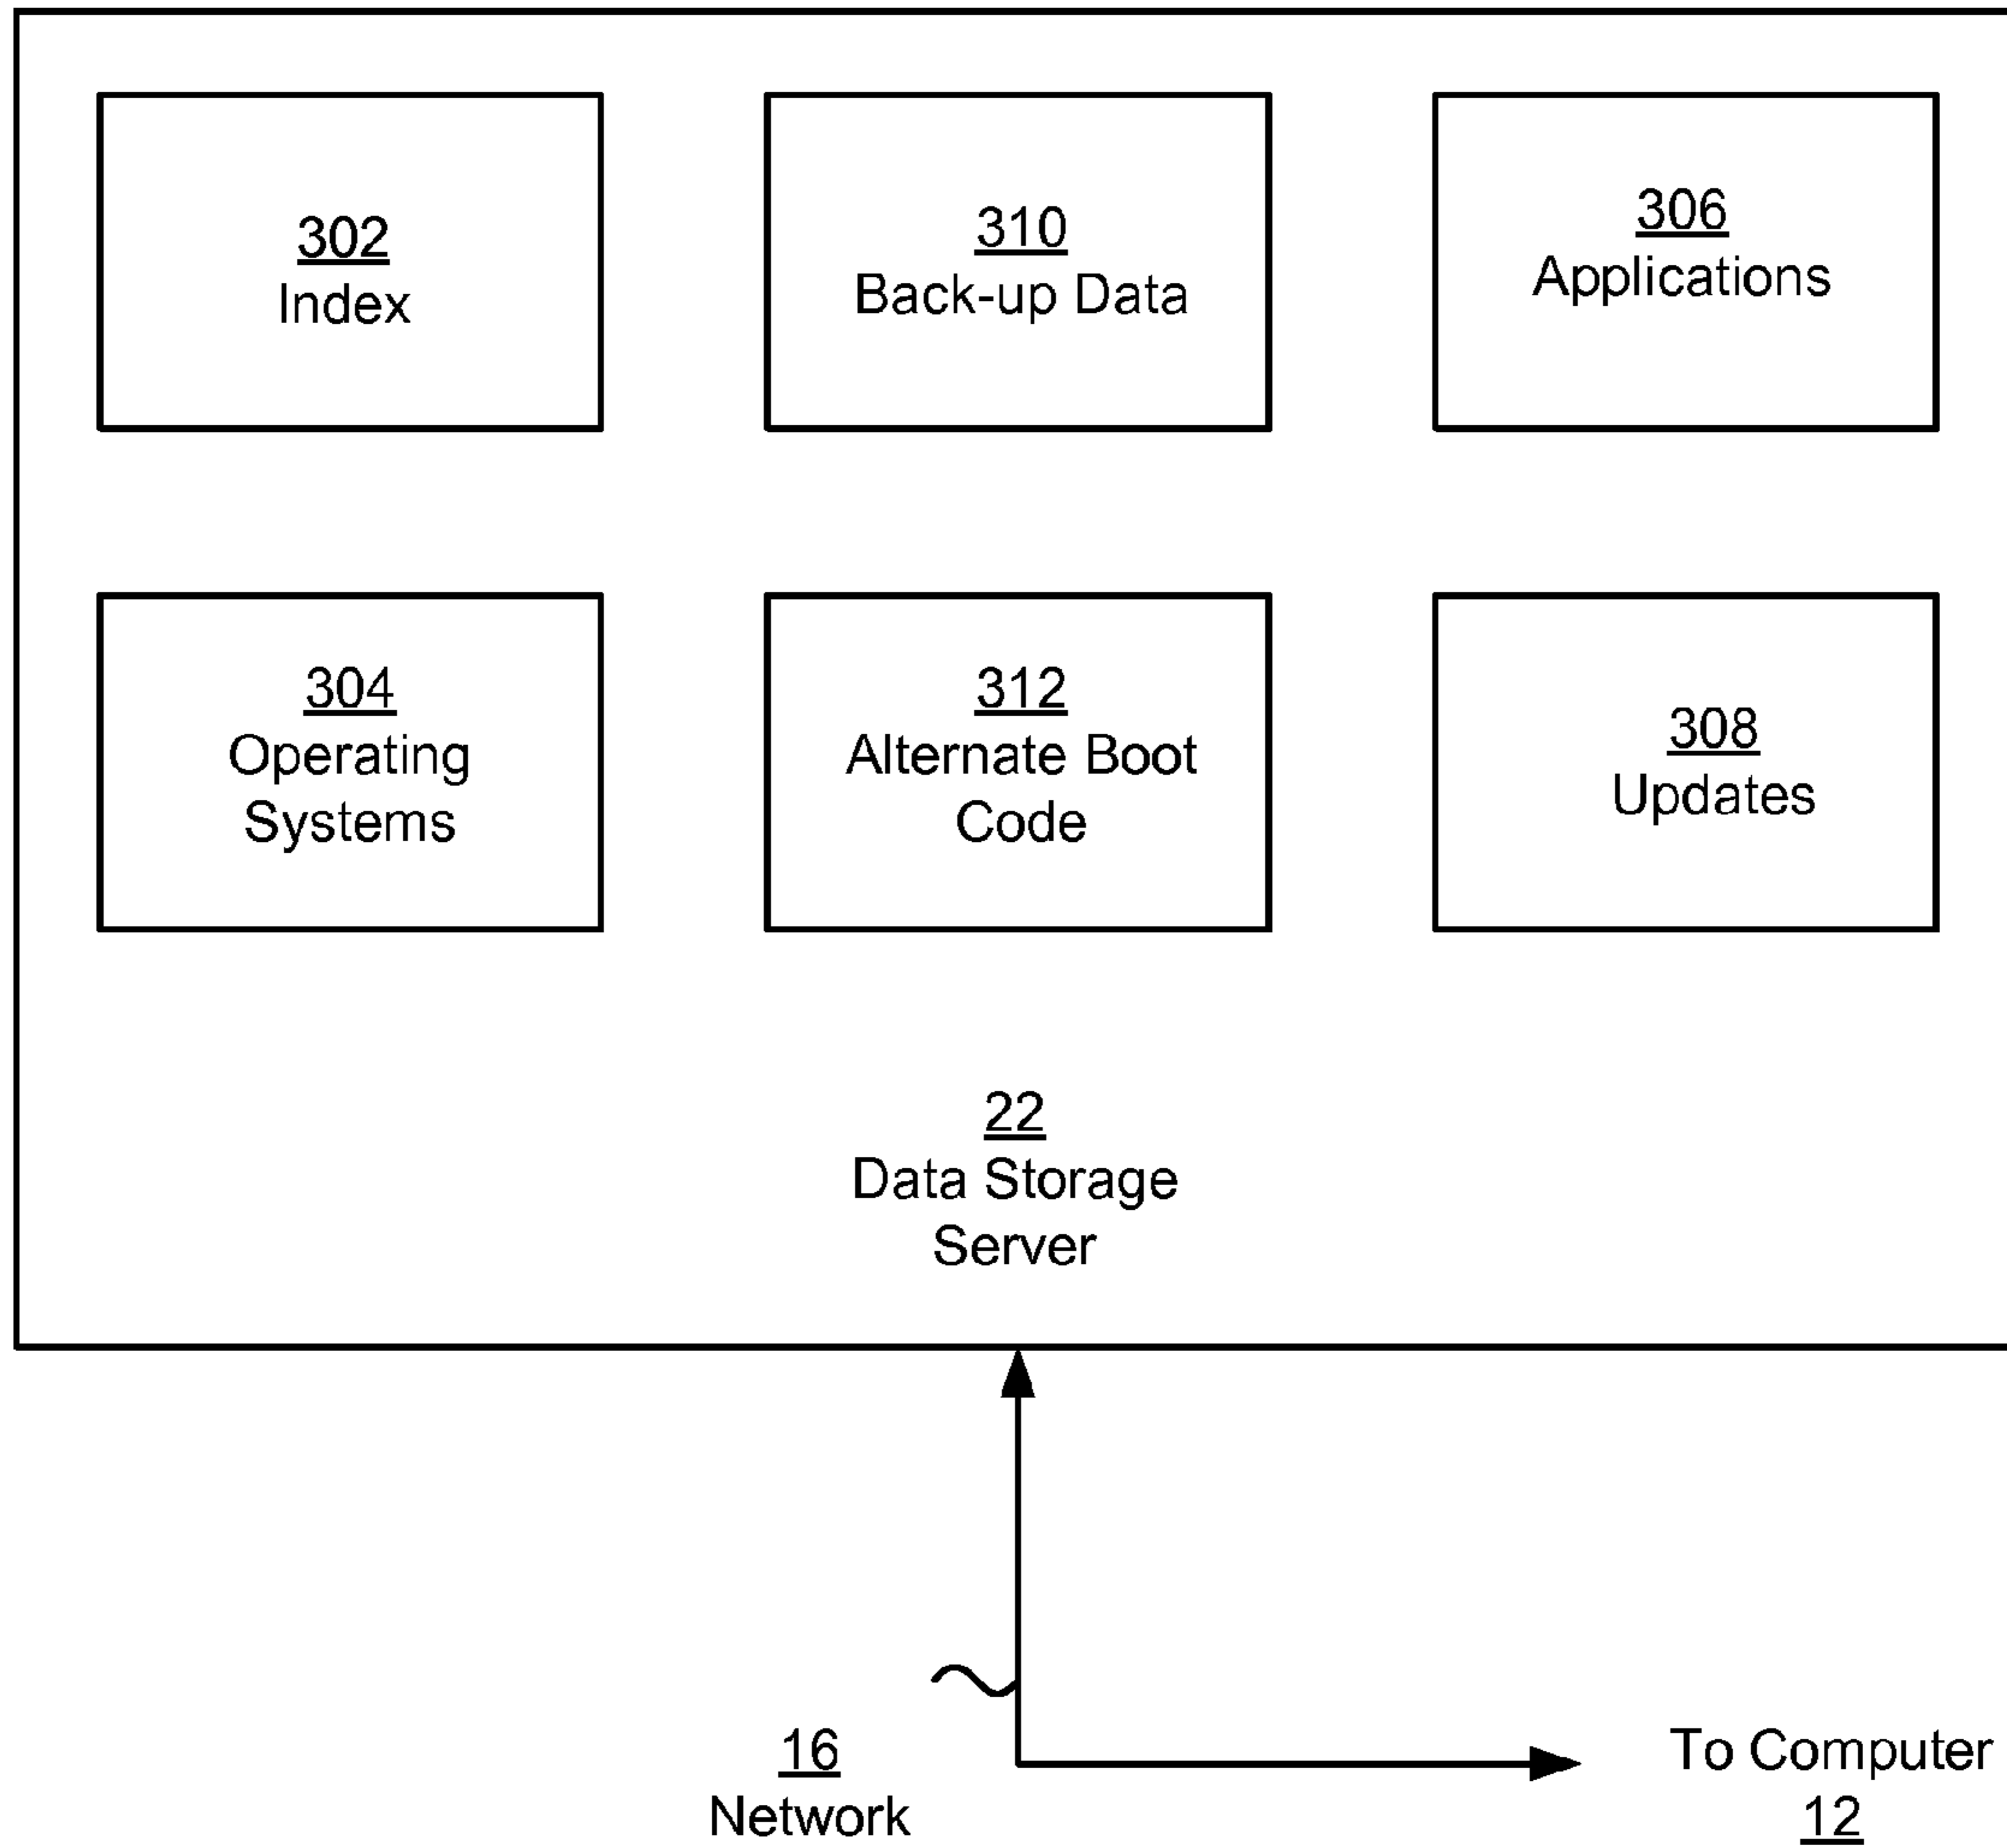 302
Index
310
Back-up Data
306
Applications
304
Operating
Systems
312
Alternate Boot
Code
308
Updates
22
Data Storage
Server
16
Network
To Computer
12